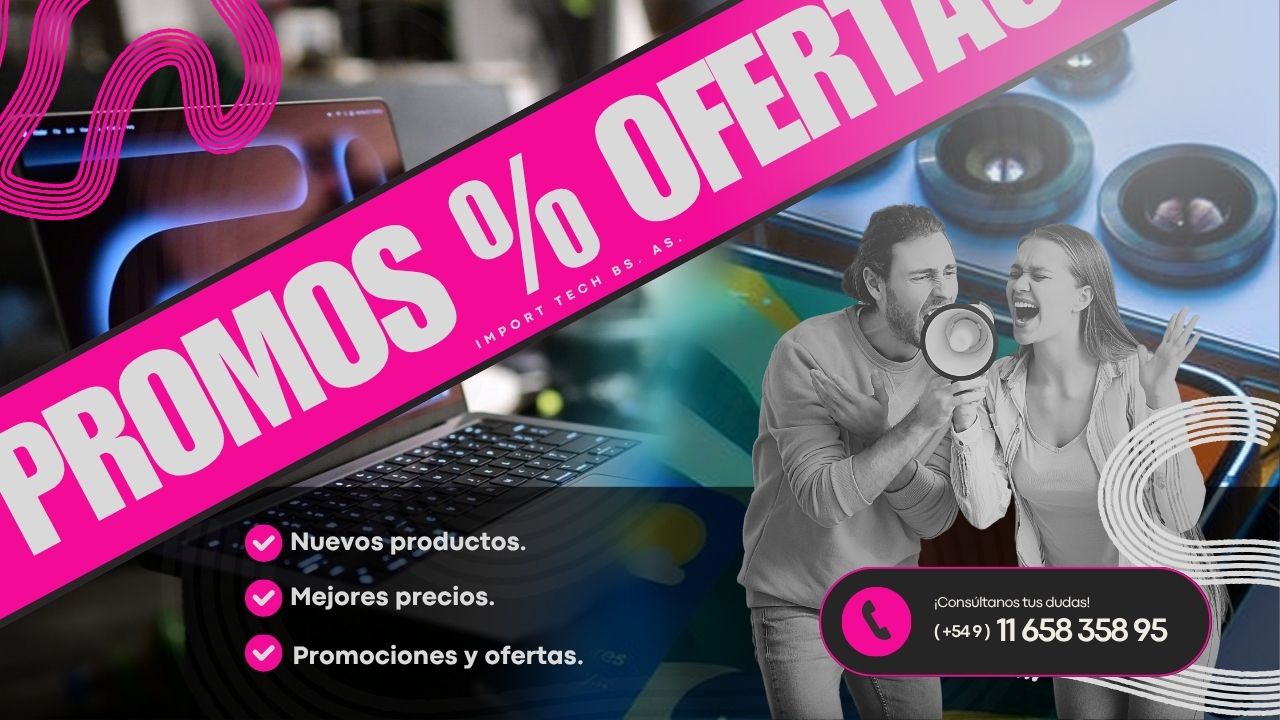 PROMOS % OFERTAS
IMPORT TECH BS. AS.
Nuevos productos.
Mejores precios.
Promociones y ofertas.
¡Consúltanos tus dudas!
(+54 9) 11 658 358 95